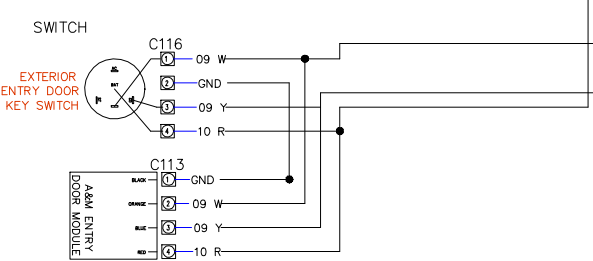 SWITCH
C116
EXTERIOR
ENTRY DOOR
KEY SWITCH
BAT
1 09 W
2 GND
3 09 Y
4 10 R
C113
A&M ENTRY
DOOR MODULE
BLACK 1 GND
ORANGE 2 09 W
BLUE 3 09 Y
RED 4 10 R